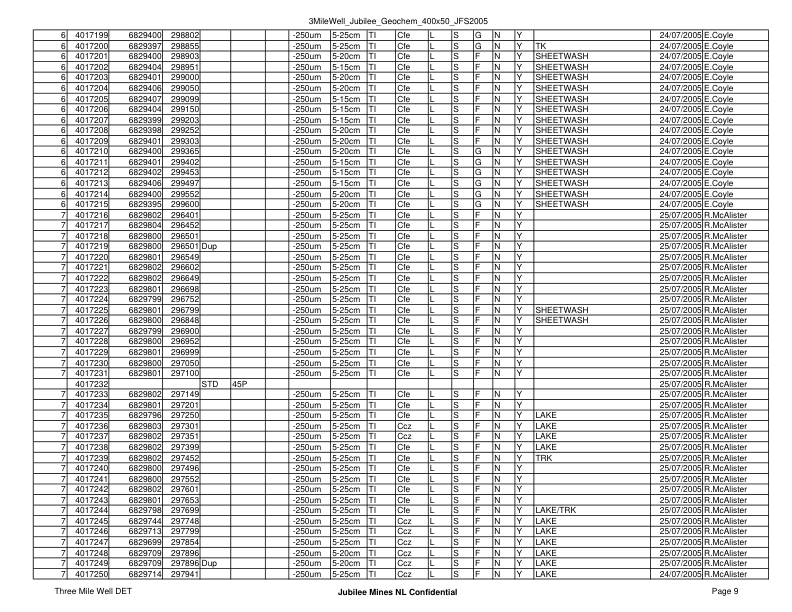 3MileWell_Jubilee_Geochem_400x50_JFS2005
6 4017199 6829400 298802 -250um 5-25cm TI Cfe L S G N Y 24/07/2005 E.Coyle
6 4017200 6829397 298855 -250um 5-25cm TI Cfe L S G N Y TK 24/07/2005 E.Coyle
6 4017201 6829400 298903 -250um 5-20cm TI Cfe L S F N Y SHEETWASH 24/07/2005 E.Coyle
6 4017202 6829404 298951 -250um 5-20cm TI Cfe L S F N Y SHEETWASH 24/07/2005 E.Coyle
6 4017203 6829401 299000 -250um 5-20cm TI Cfe L S F N Y SHEETWASH 24/07/2005 E.Coyle
6 4017204 6829406 299050 -250um 5-20cm TI Cfe L S F N Y SHEETWASH 24/07/2005 E.Coyle
6 4017205 6829407 299099 -250um 5-15cm TI Cfe L S F N Y SHEETWASH 24/07/2005 E.Coyle
6 4017206 6829404 299150 -250um 5-15cm TI Cfe L S F N Y SHEETWASH 24/07/2005 E.Coyle
6 4017207 6829399 299203 -250um 5-15cm TI Cfe L S F N Y SHEETWASH 24/07/2005 E.Coyle
6 4017208 6829398 299252 -250um 5-20cm TI Cfe L S F N Y SHEETWASH 24/07/2005 E.Coyle
6 4017209 6829401 299303 -250um 5-20cm TI Cfe L S F N Y SHEETWASH 24/07/2005 E.Coyle
6 4017210 6829400 299365 -250um 5-20cm TI Cfe L S G N Y SHEETWASH 24/07/2005 E.Coyle
6 4017211 6829401 299402 -250um 5-15cm TI Cfe L S G N Y SHEETWASH 24/07/2005 E.Coyle
6 4017212 6829402 299453 -250um 5-15cm TI Cfe L S G N Y SHEETWASH 24/07/2005 E.Coyle
6 4017213 6829406 299497 -250um 5-15cm TI Cfe L S G N Y SHEETWASH 24/07/2005 E.Coyle
6 4017214 6829400 299552 -250um 5-20cm TI Cfe L S G N Y SHEETWASH 24/07/2005 E.Coyle
6 4017215 6829395 299600 -250um 5-25cm TI Cfe L S G N Y SHEETWASH 24/07/2005 E.Coyle
7 4017216 6829802 296401 -250um 5-25cm TI Cfe L S F N Y 25/07/2005 R.McAlister
7 4017217 6829804 296452 -250um 5-25cm TI Cfe L S F N Y 25/07/2005 R.McAlister
7 4017218 6829800 296501 -250um 5-25cm TI Cfe L S F N Y 25/07/2005 R.McAlister
7 4017219 6829800 296501 Dup -250um 5-25cm TI Cfe L S F N Y 25/07/2005 R.McAlister
7 4017220 6829801 296549 -250um 5-25cm TI Cfe L S F N Y 25/07/2005 R.McAlister
7 4017221 6829802 296602 -250um 5-25cm TI Cfe L S F N Y 25/07/2005 R.McAlister
7 4017222 6829802 296649 -250um 5-25cm TI Cfe L S F N Y 25/07/2005 R.McAlister
7 4017223 6829801 296698 -250um 5-25cm TI Cfe L S F N Y 25/07/2005 R.McAlister
7 4017224 6829799 296752 -250um 5-25cm TI Cfe L S F N Y 25/07/2005 R.McAlister
7 4017225 6829801 296799 -250um 5-25cm TI Cfe L S F N Y SHEETWASH 25/07/2005 R.McAlister
7 4017226 6829800 296848 -250um 5-25cm TI Cfe L S F N Y SHEETWASH 25/07/2005 R.McAlister
7 4017227 6829799 296900 -250um 5-25cm TI Cfe L S F N Y 25/07/2005 R.McAlister
7 4017228 6829800 296952 -250um 5-25cm TI Cfe L S F N Y 25/07/2005 R.McAlister
7 4017229 6829801 296999 -250um 5-25cm TI Cfe L S F N Y 25/07/2005 R.McAlister
7 4017230 6829800 297050 -250um 5-25cm TI Cfe L S F N Y 25/07/2005 R.McAlister
7 4017231 6829801 297100 -250um 5-25cm TI Cfe L S F N Y 25/07/2005 R.McAlister
7 4017232 STD 45P 25/07/2005 R.McAlister
7 4017233 6829802 297149 -250um 5-25cm TI Cfe L S F N Y 25/07/2005 R.McAlister
7 4017234 6829801 297201 -250um 5-25cm TI Cfe L S F N Y 25/07/2005 R.McAlister
7 4017235 6829796 297250 -250um 5-25cm TI Cfe L S F N Y LAKE 25/07/2005 R.McAlister
7 4017236 6829803 297301 -250um 5-25cm TI Ccz L S F N Y LAKE 25/07/2005 R.McAlister
7 4017237 6829802 297351 -250um 5-25cm TI Ccz L S F N Y LAKE 25/07/2005 R.McAlister
7 4017238 6829802 297399 -250um 5-25cm TI Cfe L S F N Y LAKE 25/07/2005 R.McAlister
7 4017239 6829802 297452 -250um 5-25cm TI Cfe L S F N Y TRK 25/07/2005 R.McAlister
7 4017240 6829800 297496 -250um 5-25cm TI Cfe L S F N Y 25/07/2005 R.McAlister
7 4017241 6829800 297552 -250um 5-25cm TI Cfe L S F N Y 25/07/2005 R.McAlister
7 4017242 6829802 297601 -250um 5-25cm TI Cfe L S F N Y 25/07/2005 R.McAlister
7 4017243 6829801 297653 -250um 5-25cm TI Cfe L S F N Y 25/07/2005 R.McAlister
7 4017244 6829798 297699 -250um 5-25cm TI Cfe L S F N Y LAKE/TRK 25/07/2005 R.McAlister
7 4017245 6829744 297748 -250um 5-25cm TI Ccz L S F N Y LAKE 25/07/2005 R.McAlister
7 4017246 6829713 297799 -250um 5-25cm TI Ccz L S F N Y LAKE 25/07/2005 R.McAlister
7 4017247 6829699 297854 -250um 5-25cm TI Ccz L S F N Y LAKE 25/07/2005 R.McAlister
7 4017248 6829709 297896 -250um 5-20cm TI Ccz L S F N Y LAKE 25/07/2005 R.McAlister
7 4017249 6829709 297896 Dup -250um 5-20cm TI Ccz L S F N Y LAKE 25/07/2005 R.McAlister
7 4017250 6829714 297941 -250um 5-25cm TI Ccz L S F N Y LAKE 24/07/2005 R.McAlister
Three Mile Well DET Jubilee Mines NL Confidential Page 9